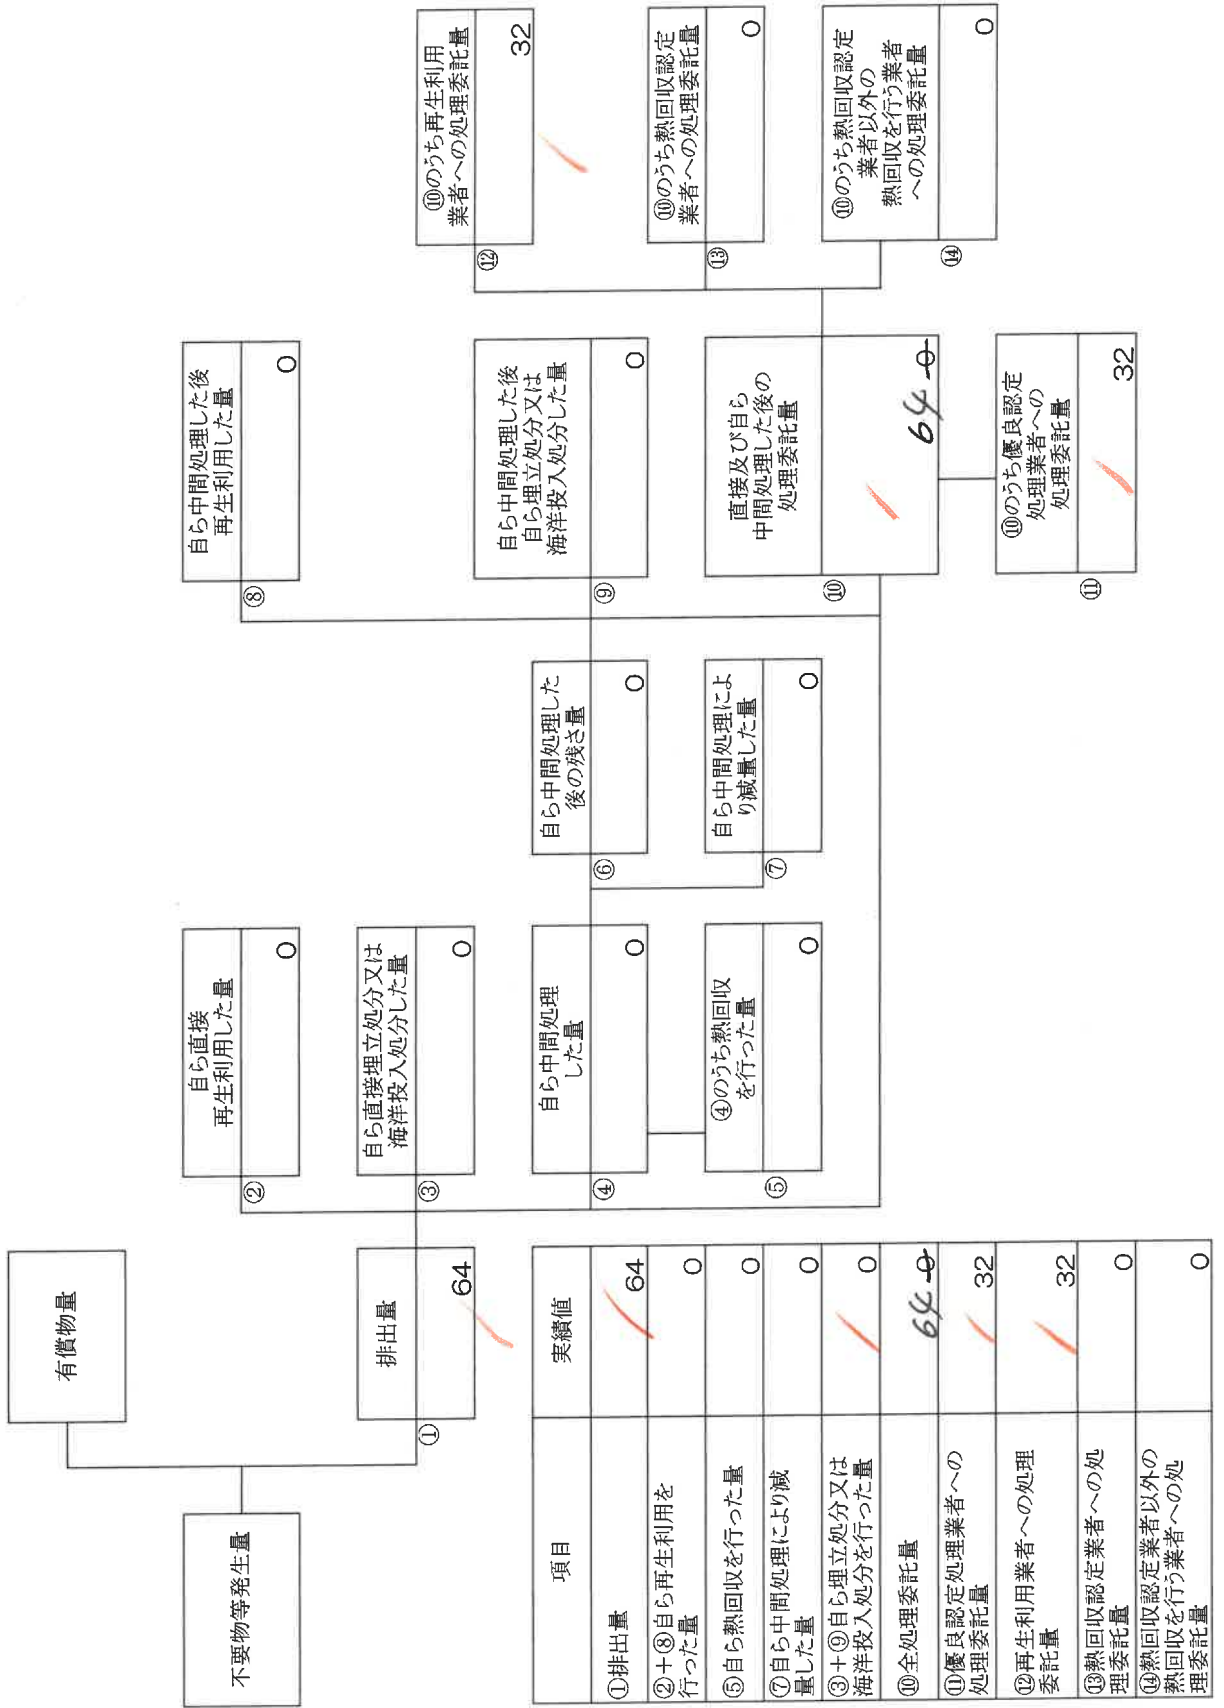 有償物量
不要物等発生量
①
排出量
64
②
自ら直接
再生利用した量
0
③
自ら直接埋立処分又は
海洋投入処分した量
0
④
自ら中間処理
した量
0
⑤
④のうち熱回収
を行った量
0
⑥
自ら中間処理した
後の残さ量
0
⑦
自ら中間処理によ
り減量した量
0
⑧
自ら中間処理した後
再生利用した量
0
⑨
自ら中間処理した後
自ら埋立処分又は
海洋投入処分した量
0
⑩
直接及び自ら
中間処理した後の
処理委託量
64 0
⑪
⑩のうち優良認定
処理業者への
処理委託量
32
⑫
⑩のうち再生利用
業者への処理委託量
32
⑬
⑩のうち熱回収認定
業者への処理委託量
0
⑭
⑩のうち熱回収認定
業者以外の
熱回収を行う業者
への処理委託量
0
項目 実績値
①排出量 64
②+⑧自ら再生利用を
行った量 0
⑤自ら熱回収を行った量 0
⑦自ら中間処理により減
量した量 0
③+⑨自ら埋立処分又は
海洋投入処分を行った量 0
⑩全処理委託量 64 0
⑪優良認定処理業者への
処理委託量 32
⑫再生利用業者への処理
委託量 32
⑬熱回収認定業者への処
理委託量 0
⑭熱回収認定業者以外の
熱回収を行う業者への処
理委託量 0